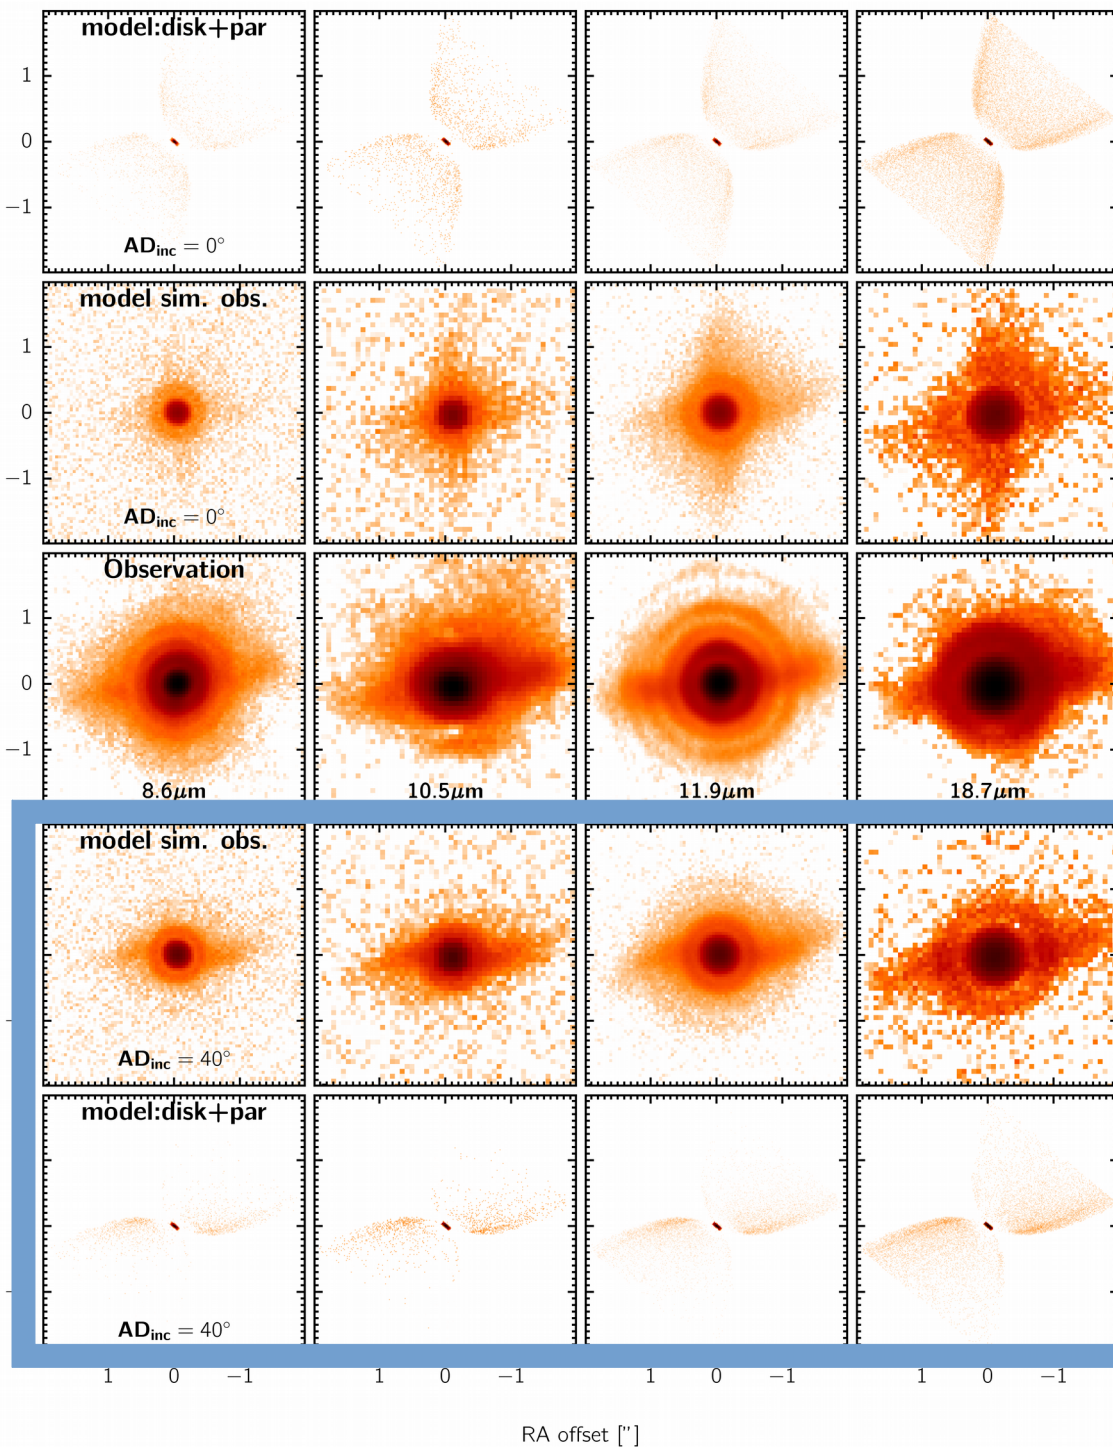 model:disk+par
1
0
−1
AD_inc = 0°
model sim. obs.
1
0
−1
AD_inc = 0°
Observation
1
0
−1
8.6μm 10.5μm 11.9μm 18.7μm
model sim. obs.
AD_inc = 40°
model:disk+par
AD_inc = 40°
1 0 −1 1 0 −1 1 0 −1 1 0 −1
RA offset ["]